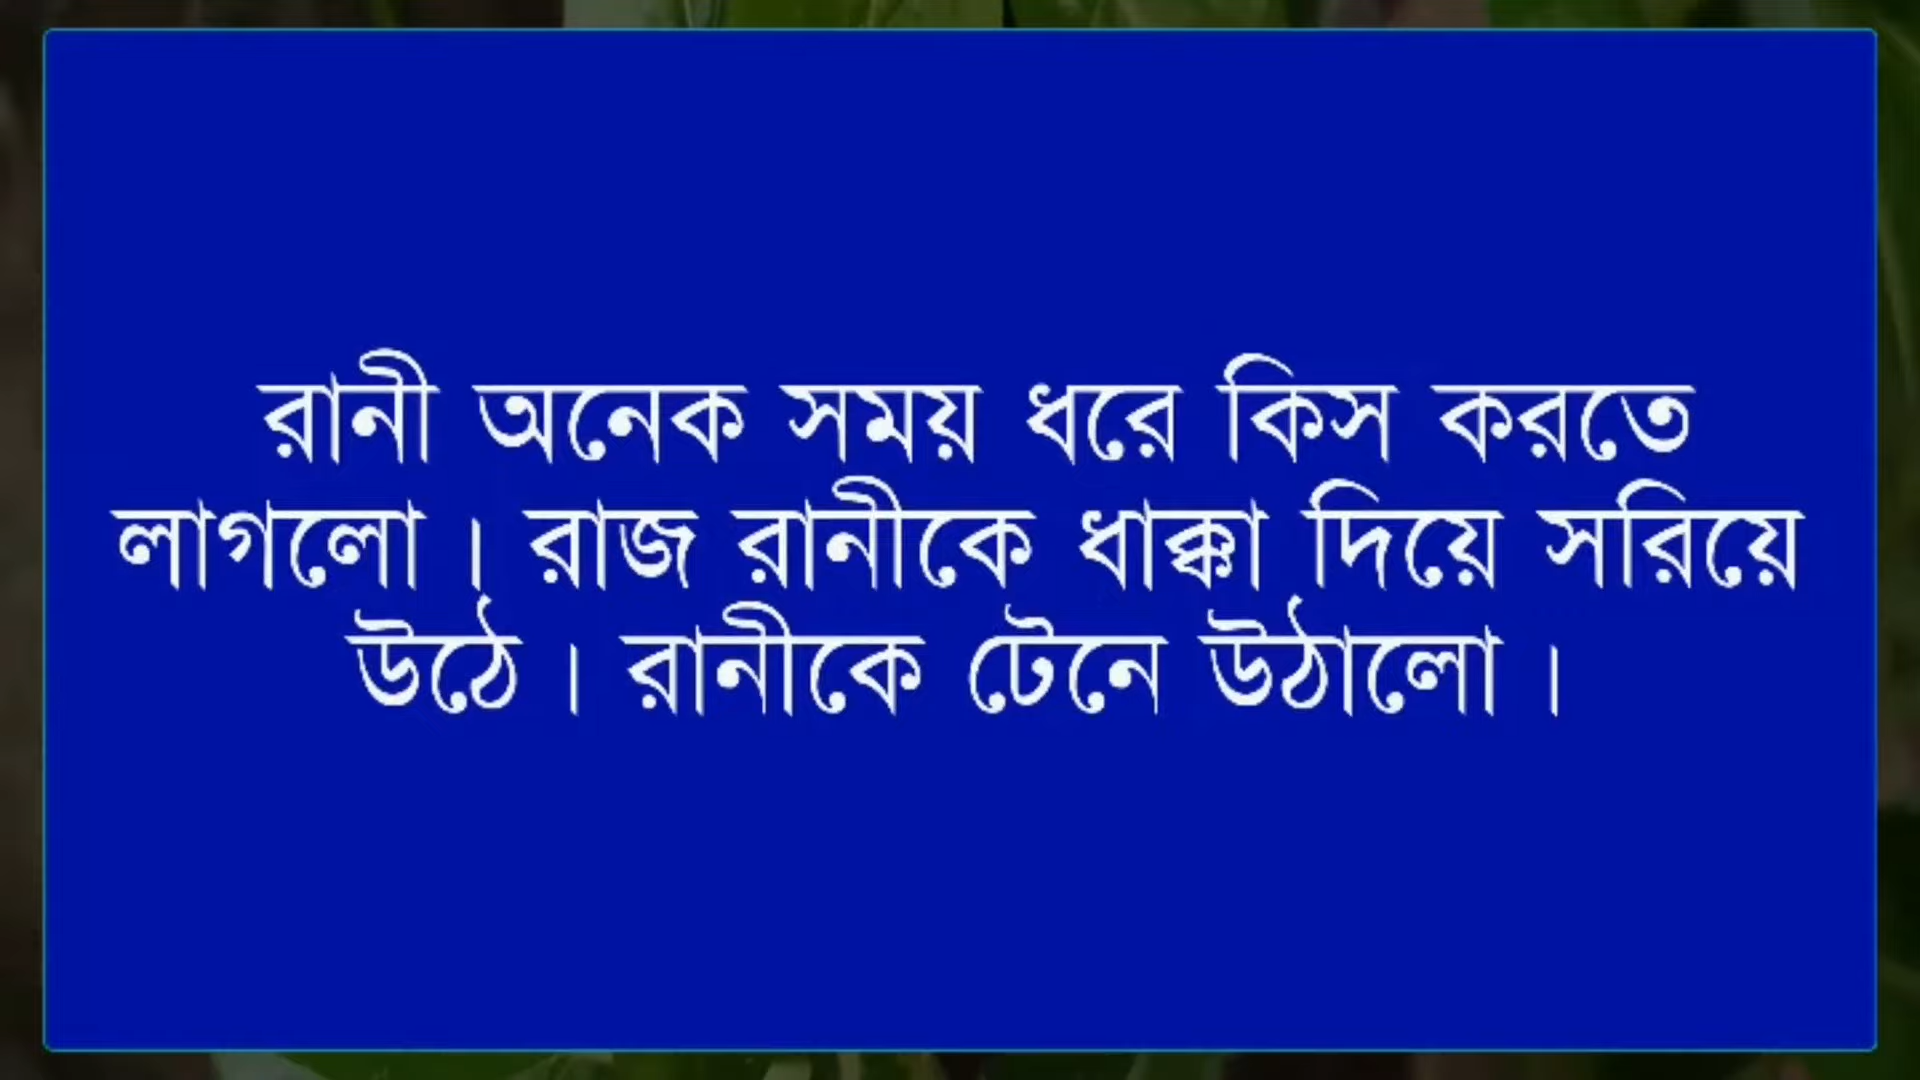 রানী অনেক সময় ধরে কিস করতে
লাগলো । রাজ রানীকে ধাক্কা দিয়ে সরিয়ে
উঠে । রানীকে টেনে উঠালো ।